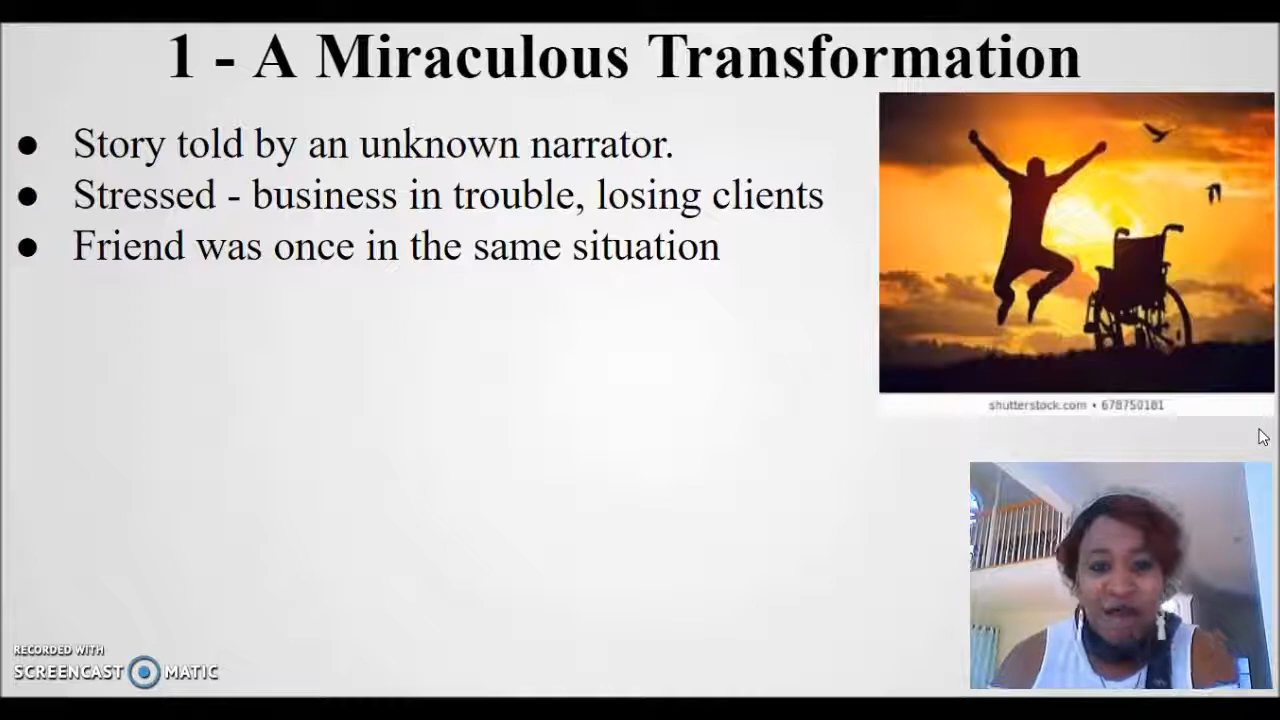 1 - A Miraculous Transformation
● Story told by an unknown narrator.
● Stressed - business in trouble, losing clients
● Friend was once in the same situation
shutterstock.com • 678750181
RECORDED WITH
SCREENCAST MATIC